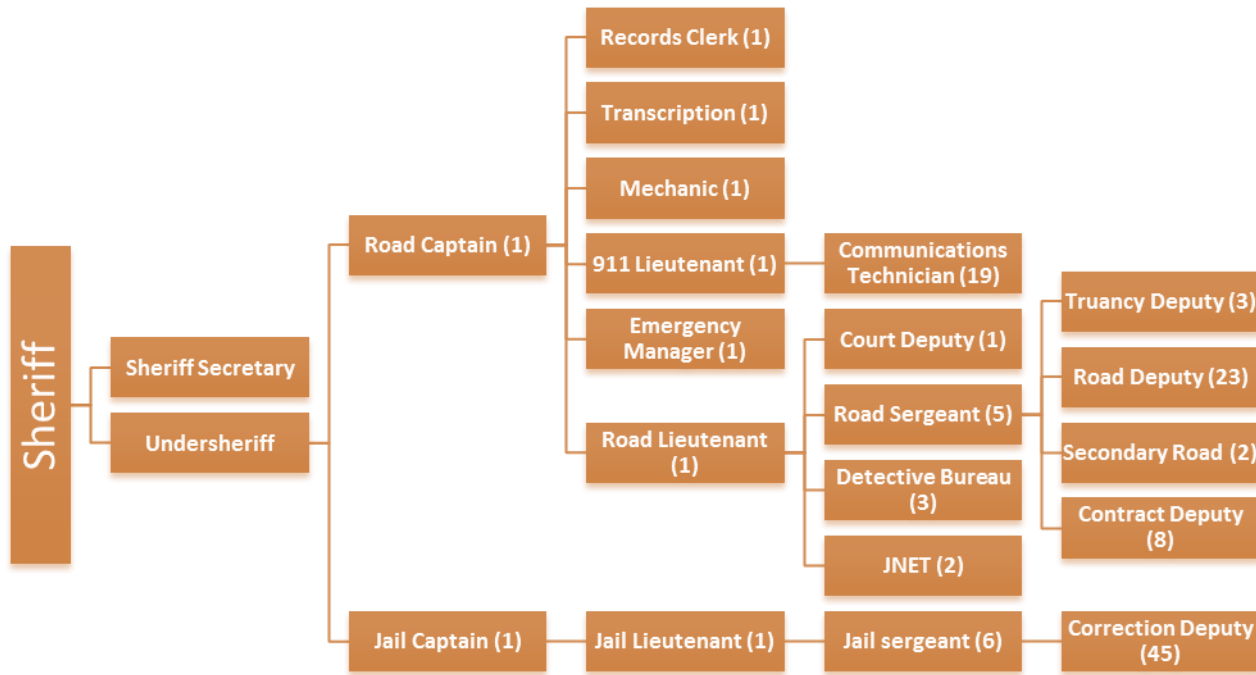 Sheriff
Sheriff Secretary
Undersheriff
Road Captain (1)
Records Clerk (1)
Transcription (1)
Mechanic (1)
911 Lieutenant (1)
Communications
Technician (19)
Emergency
Manager (1)
Road Lieutenant
(1)
Court Deputy (1)
Road Sergeant (5)
Truancy Deputy (3)
Road Deputy (23)
Secondary Road (2)
Contract Deputy
(8)
Detective Bureau
(3)
JNET (2)
Jail Captain (1)
Jail Lieutenant (1)
Jail sergeant (6)
Correction Deputy
(45)